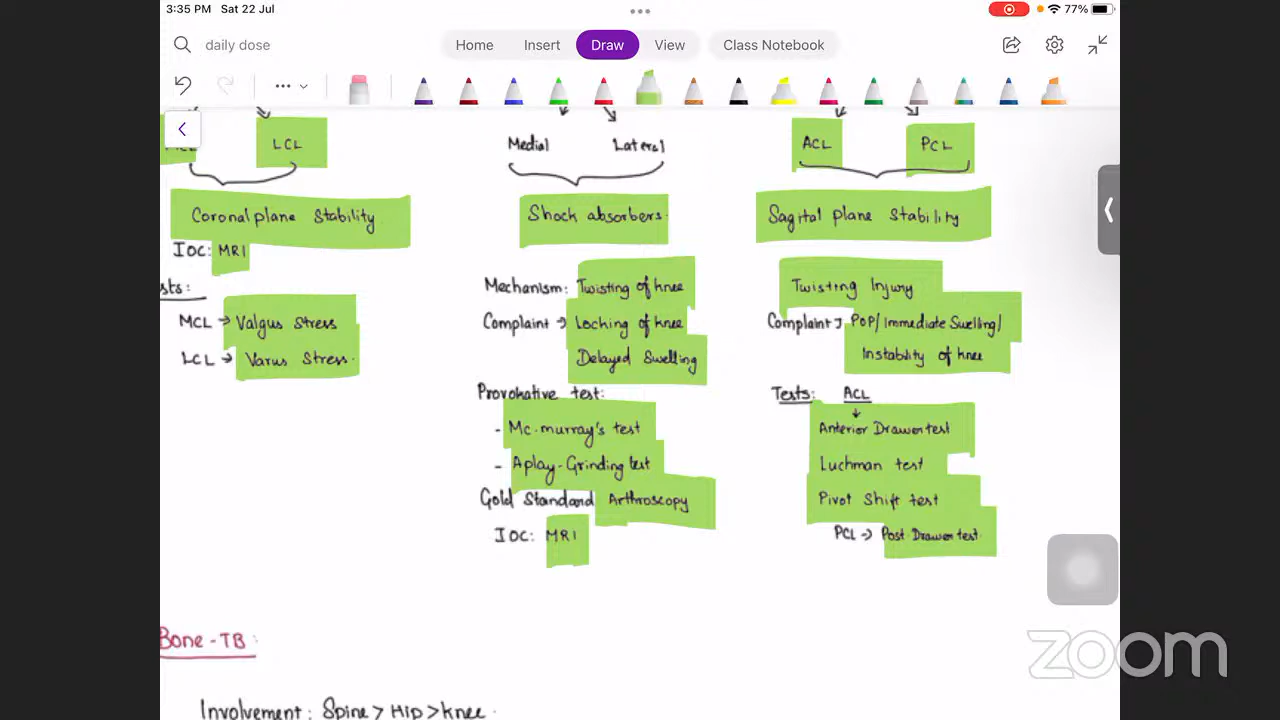 3:35 PM Sat 22 Jul
77%
daily dose
Home Insert Draw View Class Notebook
MCL LCL
Coronal plane Stability
IOC: MRI
sts:
MCL → Valgus Stress
LCL → Varus Stress.
Medial Lateral
Shock absorbers.
Mechanism: Twisting of knee
Complaint → Locking of knee
Delayed Swelling
Provokative test:
- Mc.murray's test
- Aplay-Grinding test
Gold Standard Arthroscopy
IOC: MRI
ACL PCL
Sagital plane Stability
Twisting Injury
Complaint → POP/Immediate Swelling/
Instability of knee
Tests: ACL
↓
Anterior Drawer test
Luchman test
Pivot Shift test
PCL → Post. Drawer test.
Bone - TB:
Involvement: Spine > Hip > knee.
zoom